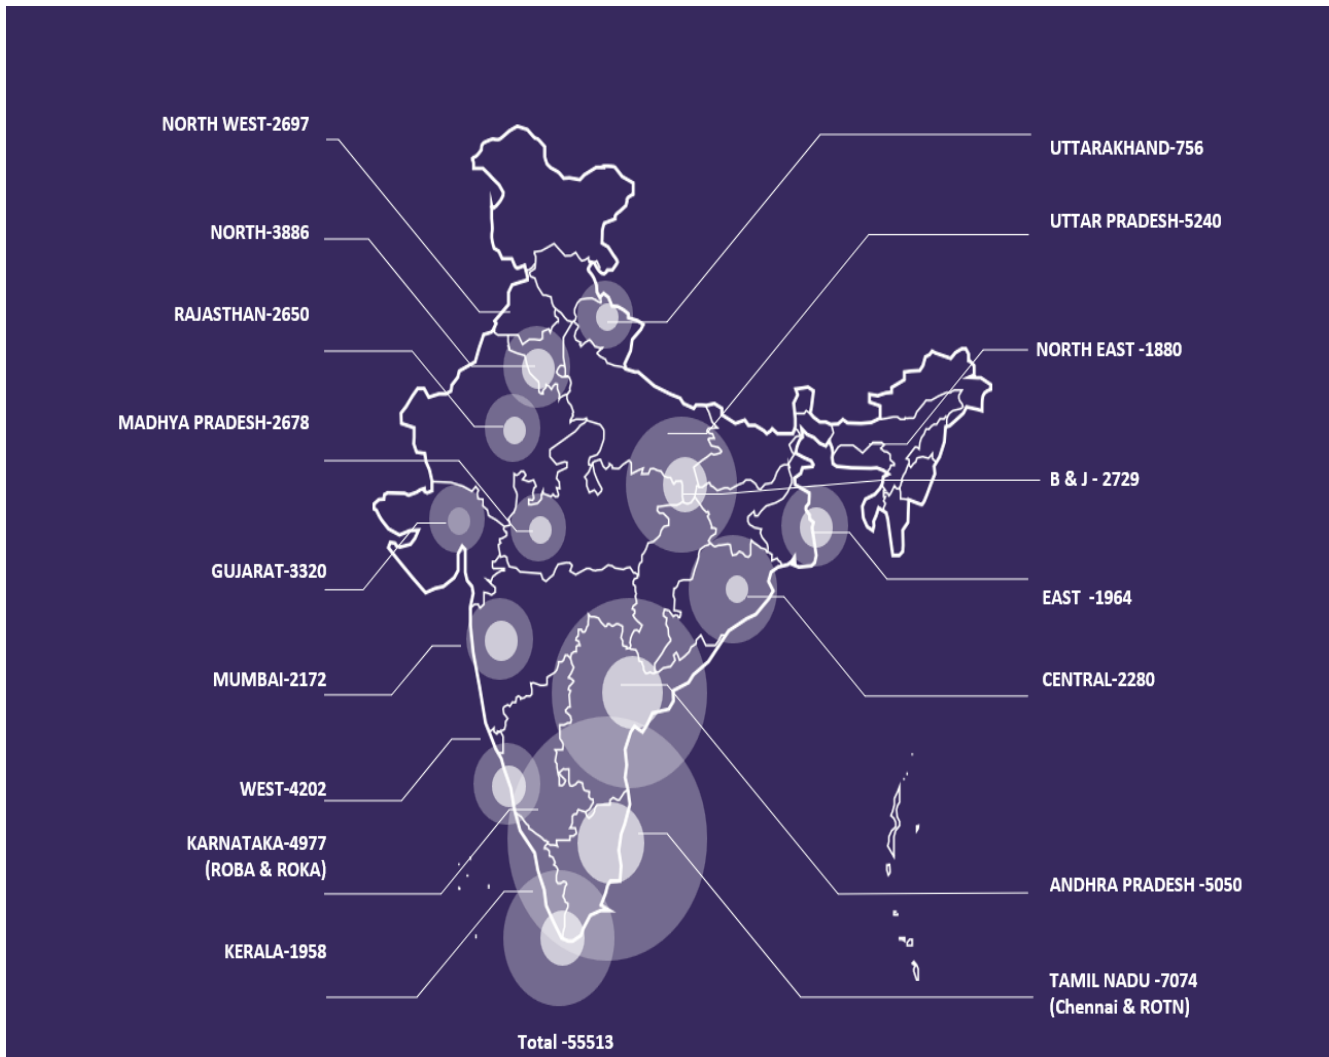 NORTH WEST-2697
NORTH-3886
RAJASTHAN-2650
MADHYA PRADESH-2678
GUJARAT-3320
MUMBAI-2172
WEST-4202
KARNATAKA-4977
(ROBA & ROKA)
KERALA-1958
UTTARAKHAND-756
UTTAR PRADESH-5240
NORTH EAST -1880
B & J - 2729
EAST  -1964
CENTRAL-2280
ANDHRA PRADESH -5050
TAMIL NADU -7074
(Chennai & ROTN)
Total -55513